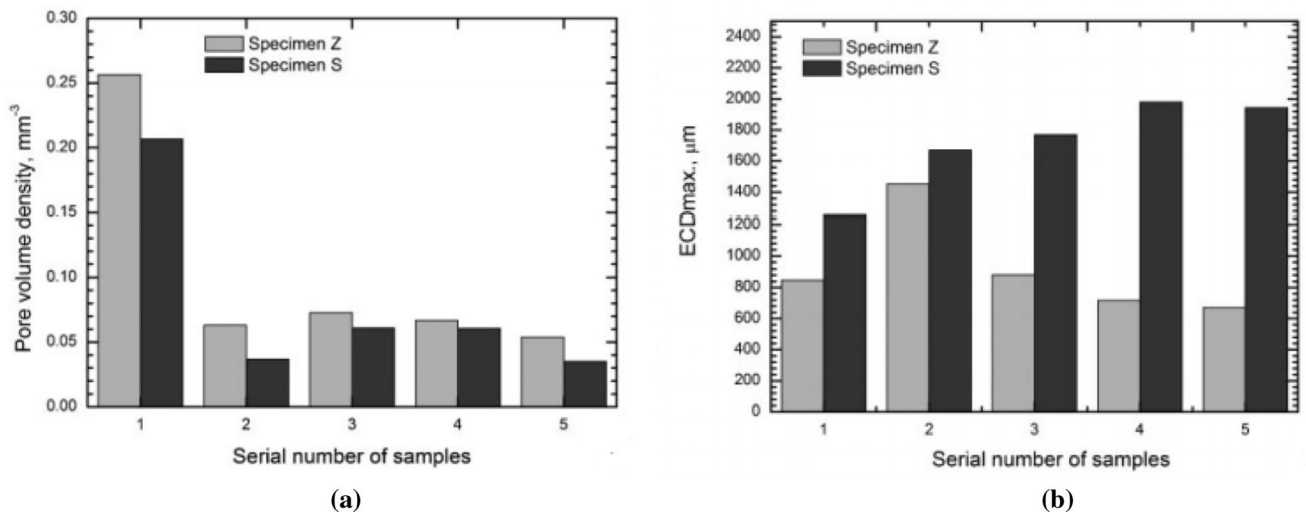 0.30
0.25
0.20
0.15
0.10
0.05
0.00
Pore volume density, mm⁻³
Specimen Z
Specimen S
1 2 3 4 5
Serial number of samples
(a)
2400
2200
2000
1800
1600
1400
1200
1000
800
600
400
200
0
ECDmax., μm
Specimen Z
Specimen S
1 2 3 4 5
Serial number of samples
(b)